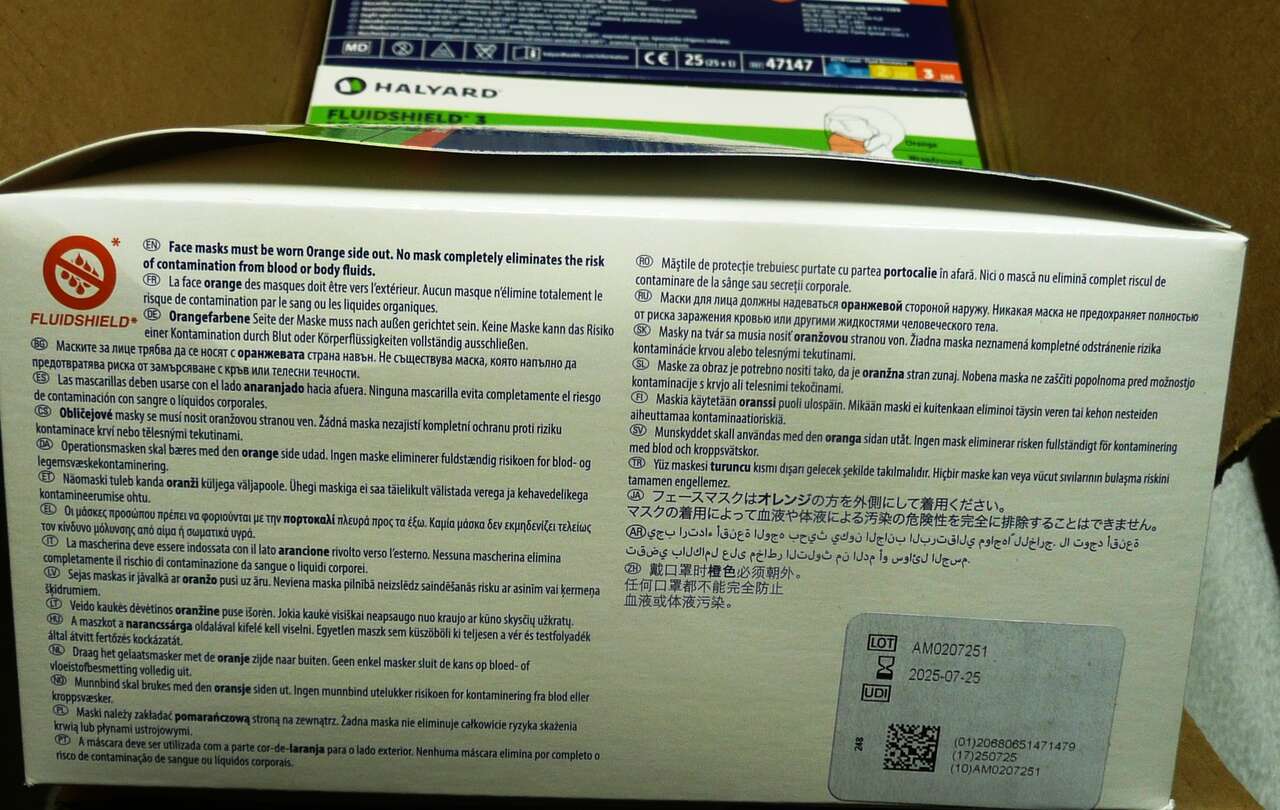 MD
CE
25 (25 x 1)
REF 47147
3
HALYARD
FLUIDSHIELD* 3
Orange
Wraparound
*
FLUIDSHIELD*
EN Face masks must be worn Orange side out. No mask completely eliminates the risk
of contamination from blood or body fluids.
FR La face orange des masques doit être vers l'extérieur. Aucun masque n'élimine totalement le
risque de contamination par le sang ou les liquides organiques.
DE Orangefarbene Seite der Maske muss nach außen gerichtet sein. Keine Maske kann das Risiko
einer Kontamination durch Blut oder Körperflüssigkeiten vollständig ausschließen.
BG Маските за лице трябва да се носят с оранжевата страна навън. Не съществува маска, която напълно да
предотвратява риска от замърсяване с кръв или телесни течности.
ES Las mascarillas deben usarse con el lado anaranjado hacia afuera. Ninguna mascarilla evita completamente el riesgo
de contaminación con sangre o líquidos corporales.
CS Obličejové masky se musí nosit oranžovou stranou ven. Žádná maska nezajistí kompletní ochranu proti riziku
kontaminace krví nebo tělesnými tekutinami.
DA Operationsmasken skal bæres med den orange side udad. Ingen maske eliminerer fuldstændig risikoen for blod- og
legemsvæskekontaminering.
ET Näomaski tuleb kanda oranži küljega väljapoole. Ühegi maskiga ei saa täielikult välistada verega ja kehavedelikega
kontamineerumise ohtu.
EL Οι μάσκες προσώπου πρέπει να φοριούνται με την πορτοκαλί πλευρά προς τα έξω. Καμία μάσκα δεν εκμηδενίζει τελείως
τον κίνδυνο μόλυνσης από αίμα ή σωματικά υγρά.
IT La mascherina deve essere indossata con il lato arancione rivolto verso l'esterno. Nessuna mascherina elimina
completamente il rischio di contaminazione da sangue o liquidi corporei.
LV Sejas maskas ir jāvalkā ar oranžo pusi uz āru. Neviena maska pilnībā neizslēdz saindēšanās risku ar asinīm vai ķermeņa
šķidrumiem.
LT Veido kaukės dėvėtinos oranžine puse išorėn. Jokia kaukė visiškai neapsaugo nuo kraujo ar kūno skysčių užkratų.
HU A maszkot a narancssárga oldalával kifelé kell viselni. Egyetlen maszk sem küszöböli ki teljesen a vér és testfolyadék
által átvitt fertőzés kockázatát.
NL Draag het gelaatsmasker met de oranje zijde naar buiten. Geen enkel masker sluit de kans op bloed- of
vloeistofbesmetting volledig uit.
NO Munnbind skal brukes med den oransje siden ut. Ingen munnbind utelukker risikoen for kontaminering fra blod eller
kroppsvæsker.
PL Maski należy zakładać pomarańczową stroną na zewnątrz. Żadna maska nie eliminuje całkowicie ryzyka skażenia
krwią lub płynami ustrojowymi.
PT A máscara deve ser utilizada com a parte cor-de-laranja para o lado exterior. Nenhuma máscara elimina por completo o
risco de contaminação de sangue ou líquidos corporais.
RO Măștile de protecție trebuiesc purtate cu partea portocalie în afară. Nici o mască nu elimină complet riscul de
contaminare de la sânge sau secreții corporale.
RU Маски для лица должны надеваться оранжевой стороной наружу. Никакая маска не предохраняет полностью
от риска заражения кровью или другими жидкостями человеческого тела.
SK Masky na tvár sa musia nosiť oranžovou stranou von. Žiadna maska neznamená kompletné odstránenie rizika
kontaminácie krvou alebo telesnými tekutinami.
SL Maske za obraz je potrebno nositi tako, da je oranžna stran zunaj. Nobena maska ne zaščiti popolnoma pred možnostjo
kontaminacije s krvjo ali telesnimi tekočinami.
FI Maskia käytetään oranssi puoli ulospäin. Mikään maski ei kuitenkaan eliminoi täysin veren tai kehon nesteiden
aiheuttamaa kontaminaatioriskiä.
SV Munskyddet skall användas med den oranga sidan utåt. Ingen mask eliminerar risken fullständigt för kontaminering
med blod och kroppsvätskor.
TR Yüz maskesi turuncu kısmı dışarı gelecek şekilde takılmalıdır. Hiçbir maske kan veya vücut sıvılarının bulaşma riskini
tamamen engellemez.
JA フェースマスクはオレンジの方を外側にして着用ください。
マスクの着用によって血液や体液による汚染の危険性を完全に排除することはできません。
AR يجب ارتداء أقنعة الوجه بحيث يكون الجانب البرتقالي مواجهاً للخارج. لا توجد أقنعة
تقضي بالكامل على مخاطر التلوث من الدم أو سوائل الجسم.
ZH 戴口罩时橙色必须朝外。
任何口罩都不能完全防止
血液或体液污染。
LOT AM0207251
2025-07-25
UDI
248
(01)20680651471479
(17)250725
(10)AM0207251